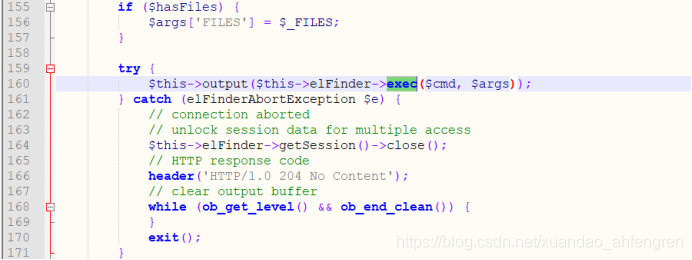 155 if ($hasFiles) {
156 $args['FILES'] = $_FILES;
157 }
158
159 try {
160 $this->output($this->elFinder->exec($cmd, $args));
161 } catch (elFinderAbortException $e) {
162 // connection aborted
163 // unlock session data for multiple access
164 $this->elFinder->getSession()->close();
165 // HTTP response code
166 header('HTTP/1.0 204 No Content');
167 // clear output buffer
168 while (ob_get_level() && ob_end_clean()) {
169 }
170 exit();
171 }
https://blog.csdn.net/xuandao_ahfengren